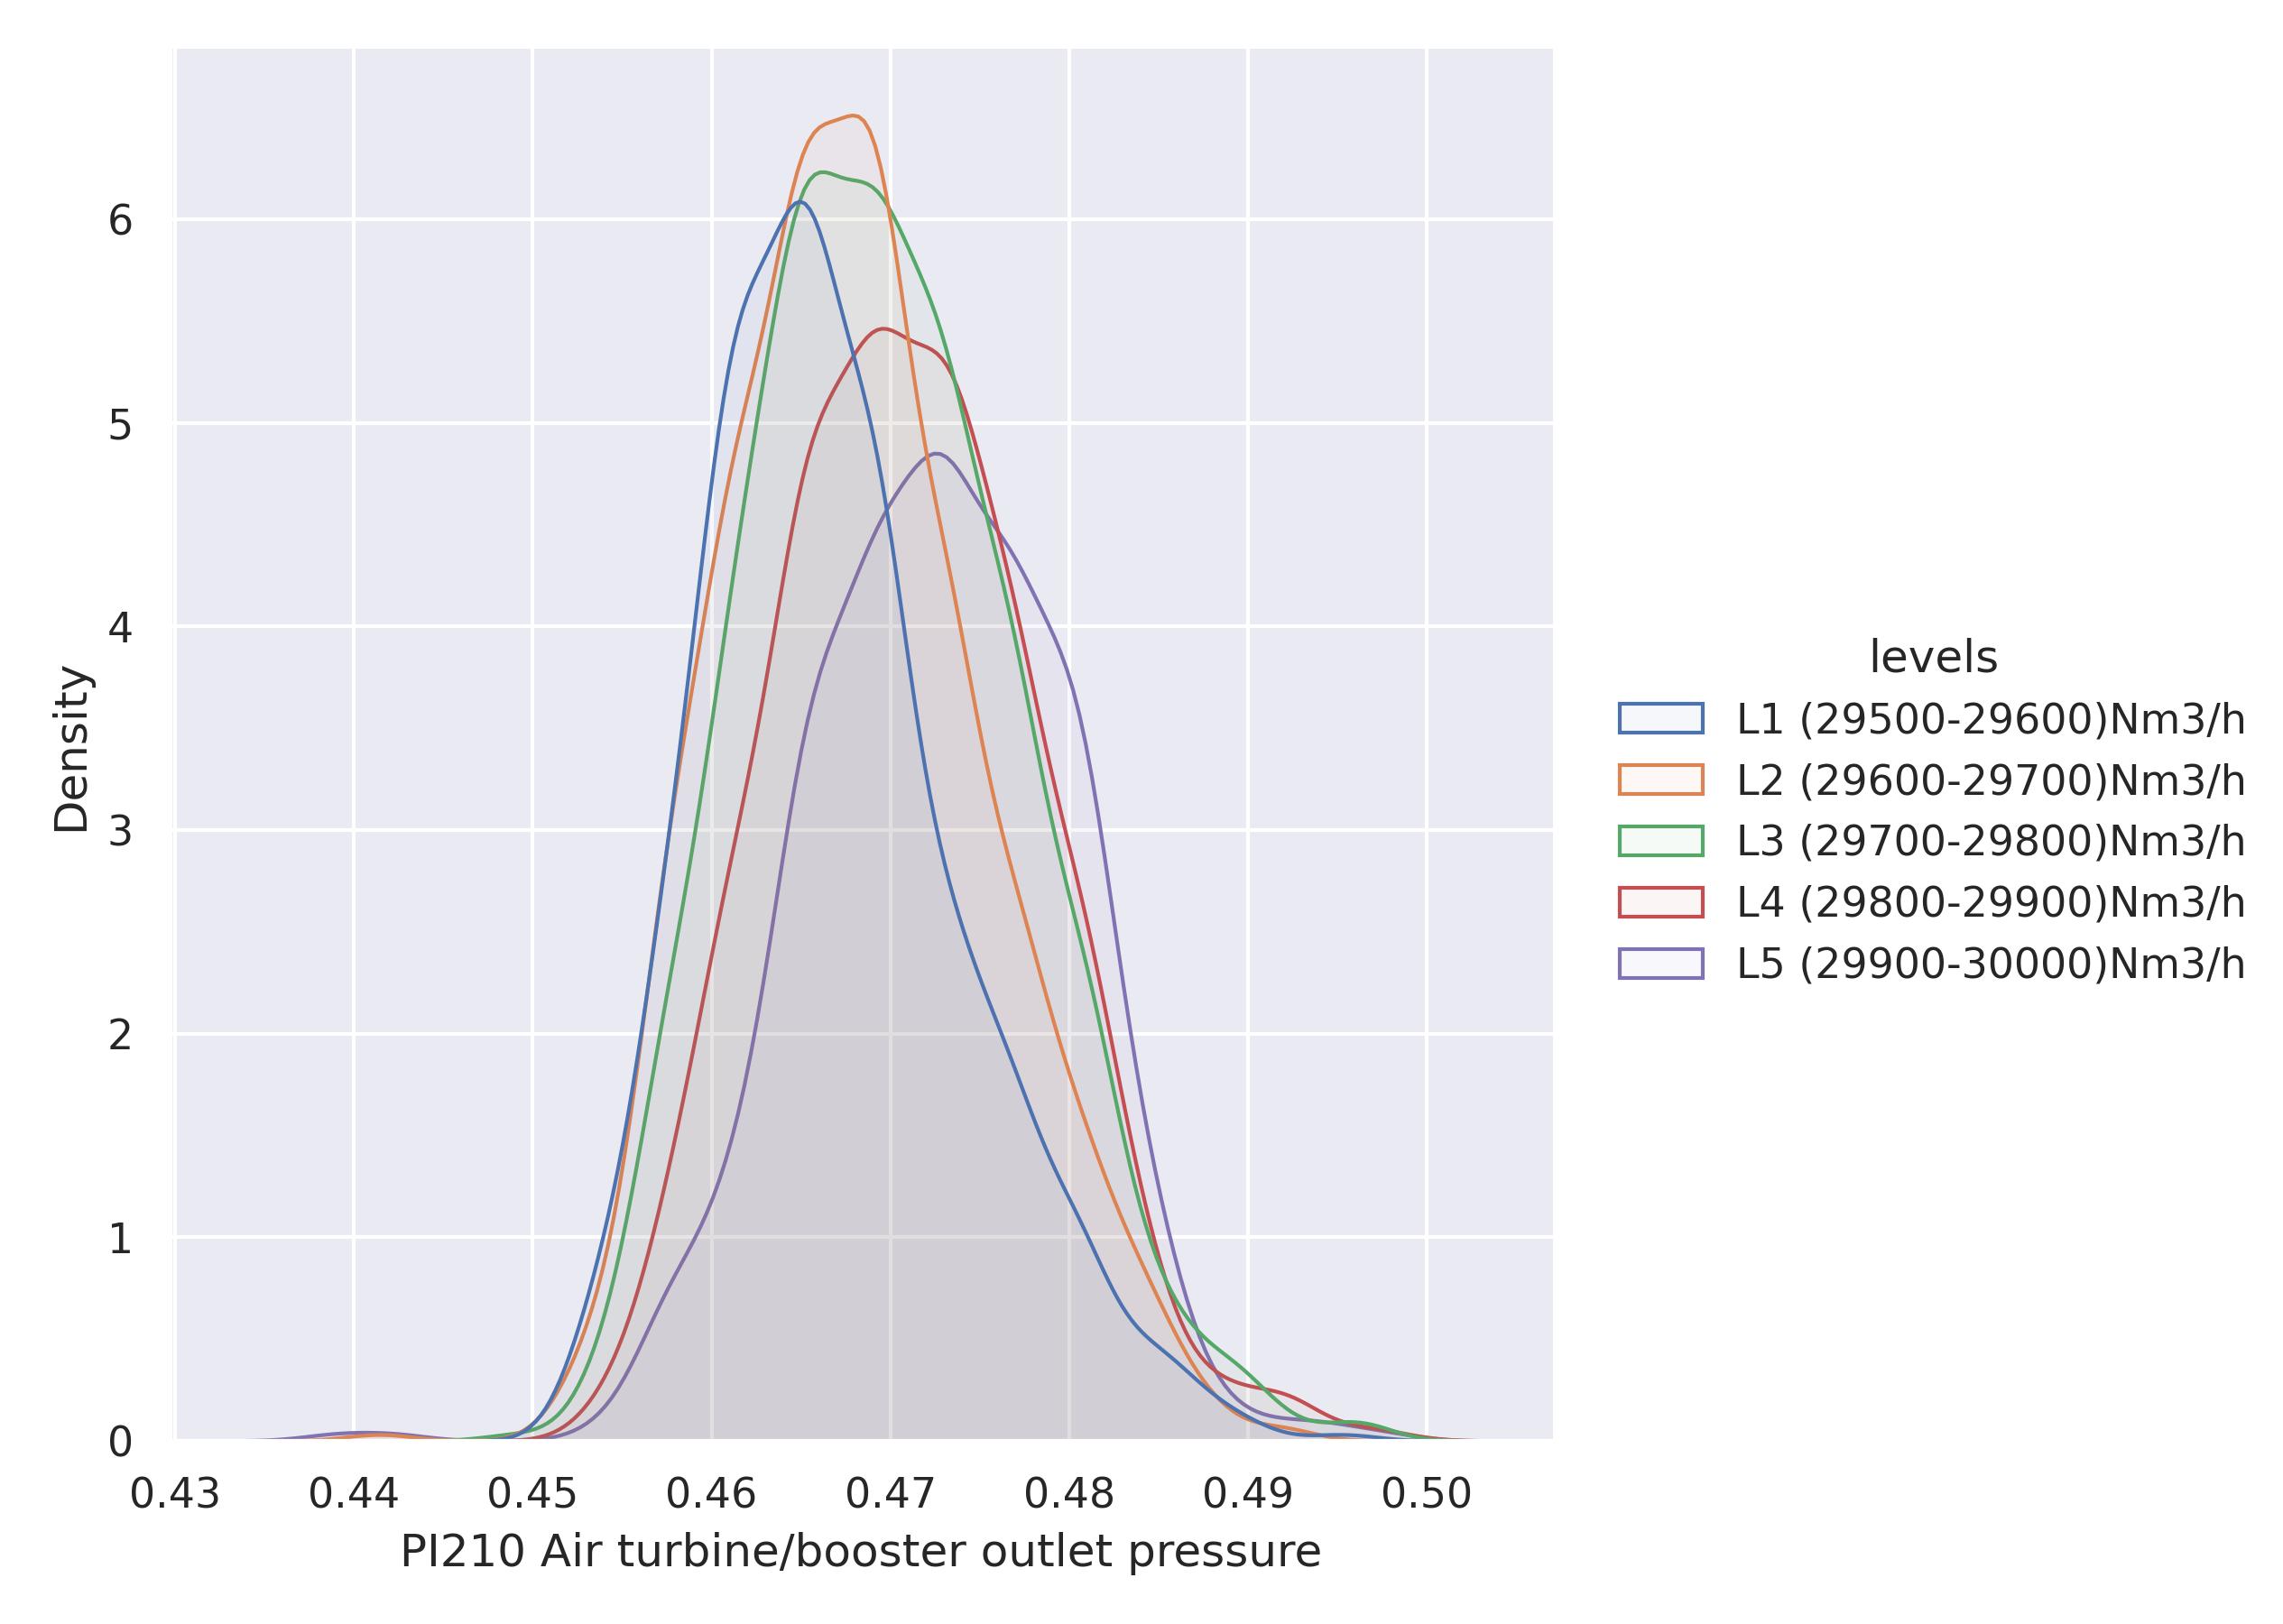 Density
6
5
4
3
2
1
0
0.43 0.44 0.45 0.46 0.47 0.48 0.49 0.50
PI210 Air turbine/booster outlet pressure
levels
L1 (29500-29600)Nm3/h
L2 (29600-29700)Nm3/h
L3 (29700-29800)Nm3/h
L4 (29800-29900)Nm3/h
L5 (29900-30000)Nm3/h